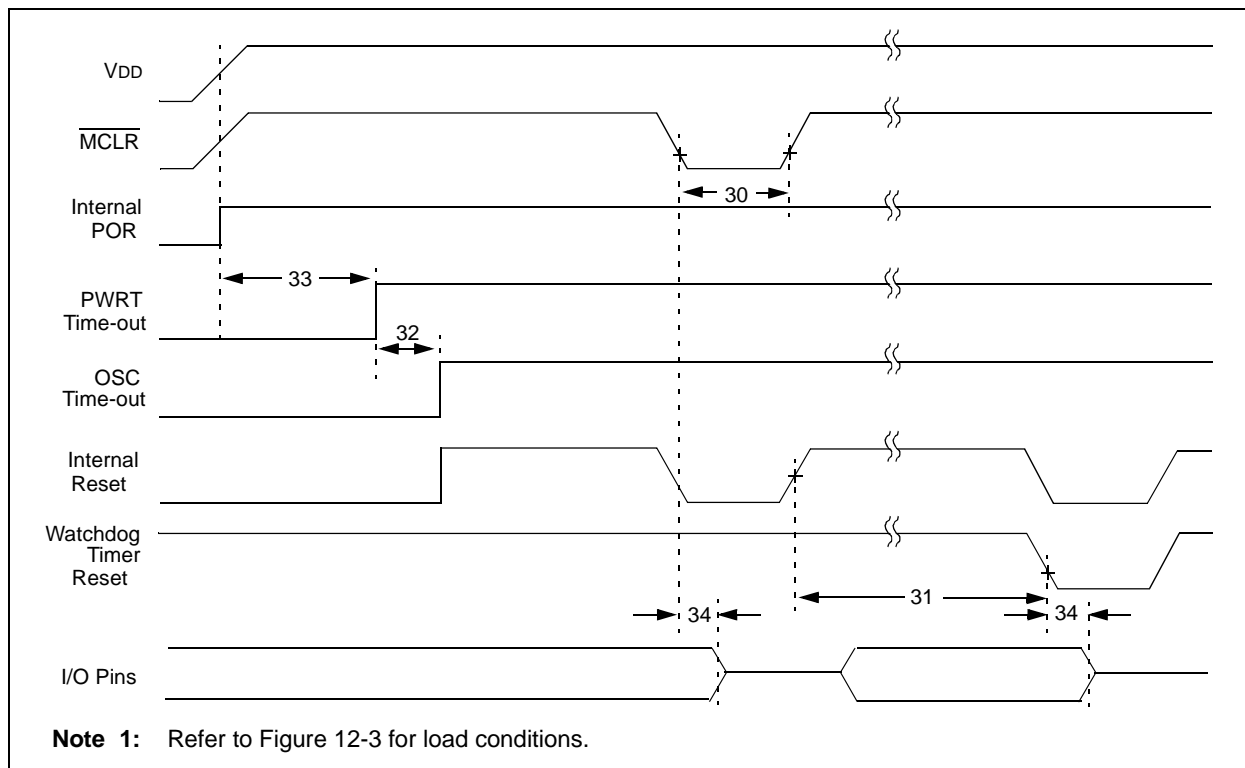 VDD
MCLR
30
Internal
POR
33
PWRT
Time-out
32
OSC
Time-out
Internal
Reset
Watchdog
Timer
Reset
31
34
34
I/O Pins
Note 1: Refer to Figure 12-3 for load conditions.